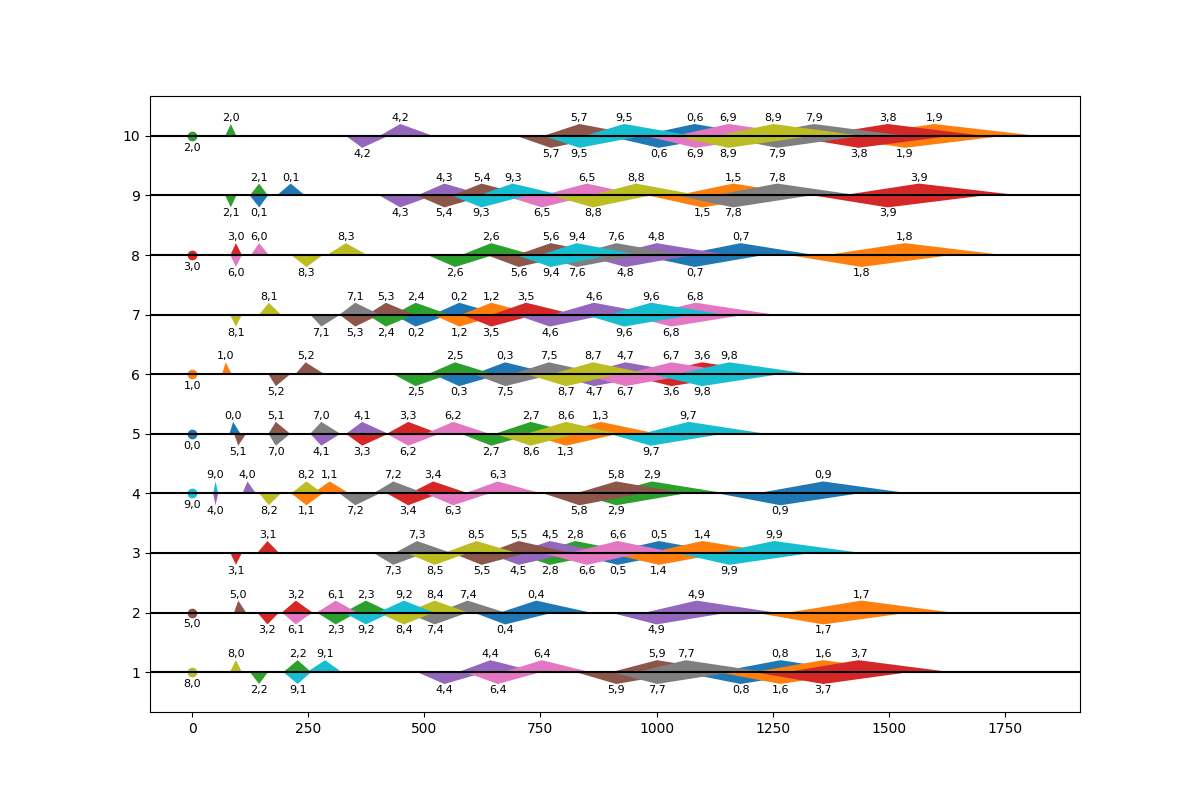 2,0 4,2 5,7 9,5 0,6 6,9 8,9 7,9 3,8 1,9
10
2,0 4,2 5,7 9,5 0,6 6,9 8,9 7,9 3,8 1,9
2,1 0,1 4,3 5,4 9,3 6,5 8,8 1,5 7,8 3,9
9
2,1 0,1 4,3 5,4 9,3 6,5 8,8 1,5 7,8 3,9
3,0 6,0 8,3 2,6 5,6 9,4 7,6 4,8 0,7 1,8
8
3,0 6,0 8,3 2,6 5,6 9,4 7,6 4,8 0,7 1,8
8,1 7,1 5,3 2,4 0,2 1,2 3,5 4,6 9,6 6,8
7
8,1 7,1 5,3 2,4 0,2 1,2 3,5 4,6 9,6 6,8
1,0 5,2 2,5 0,3 7,5 8,7 4,7 6,7 3,6 9,8
6
1,0 5,2 2,5 0,3 7,5 8,7 4,7 6,7 3,6 9,8
0,0 5,1 7,0 4,1 3,3 6,2 2,7 8,6 1,3 9,7
5
0,0 5,1 7,0 4,1 3,3 6,2 2,7 8,6 1,3 9,7
9,0 4,0 8,2 1,1 7,2 3,4 6,3 5,8 2,9 0,9
4
9,0 4,0 8,2 1,1 7,2 3,4 6,3 5,8 2,9 0,9
3,1 7,3 8,5 5,5 4,5 2,8 6,6 0,5 1,4 9,9
3
3,1 7,3 8,5 5,5 4,5 2,8 6,6 0,5 1,4 9,9
5,0 3,2 6,1 2,3 9,2 8,4 7,4 0,4 4,9 1,7
2
5,0 3,2 6,1 2,3 9,2 8,4 7,4 0,4 4,9 1,7
8,0 2,2 9,1 4,4 6,4 5,9 7,7 0,8 1,6 3,7
1
8,0 2,2 9,1 4,4 6,4 5,9 7,7 0,8 1,6 3,7
0 250 500 750 1000 1250 1500 1750